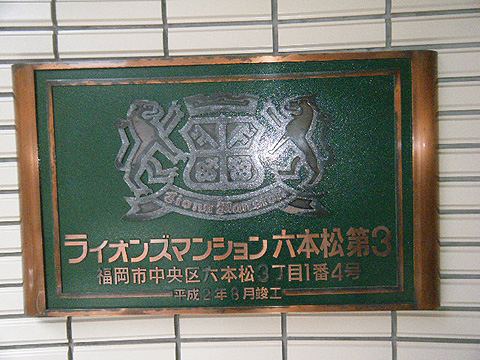 Lions Mansion
ライオンズマンション六本松第3
福岡市中央区六本松3丁目1番4号
平成2年8月竣工